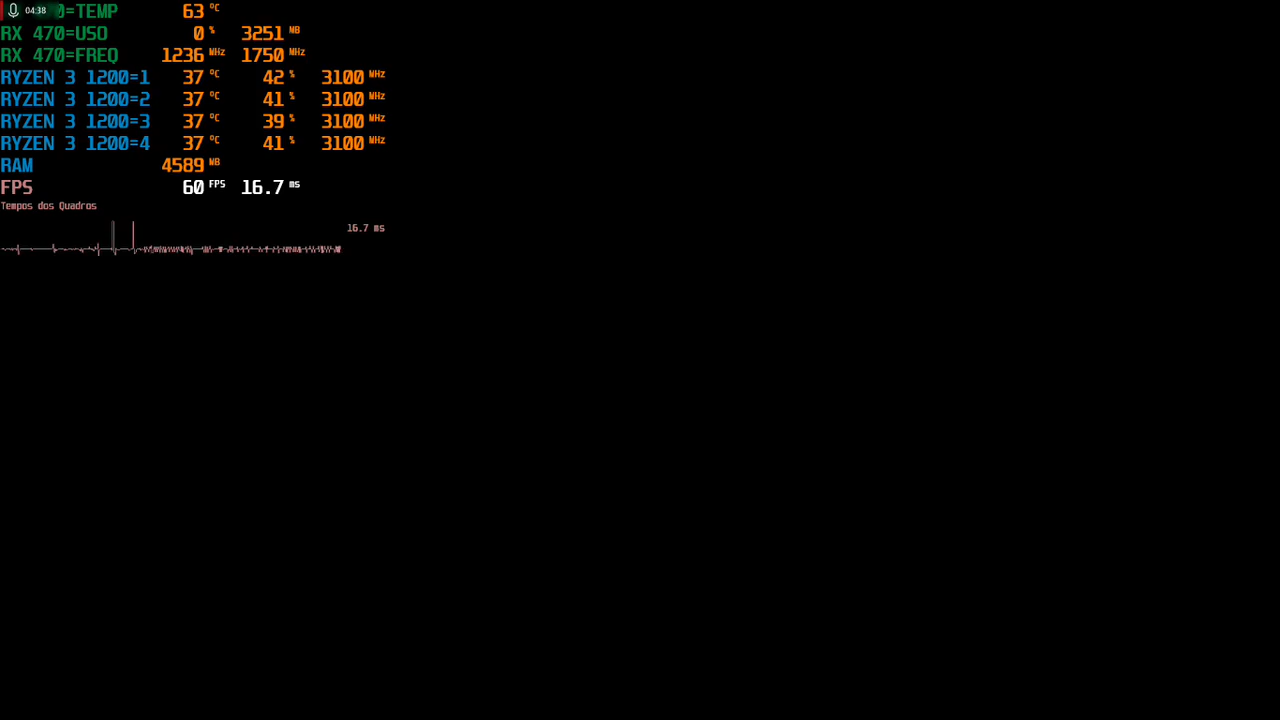 04:38 0=TEMP 63 °C
RX 470=USO 0 % 3251 MB
RX 470=FREQ 1236 MHz 1750 MHz
RYZEN 3 1200=1 37 °C 42 % 3100 MHz
RYZEN 3 1200=2 37 °C 41 % 3100 MHz
RYZEN 3 1200=3 37 °C 39 % 3100 MHz
RYZEN 3 1200=4 37 °C 41 % 3100 MHz
RAM 4589 MB
FPS 60 FPS 16.7 ms
Tempos dos Quadros
16.7 ms